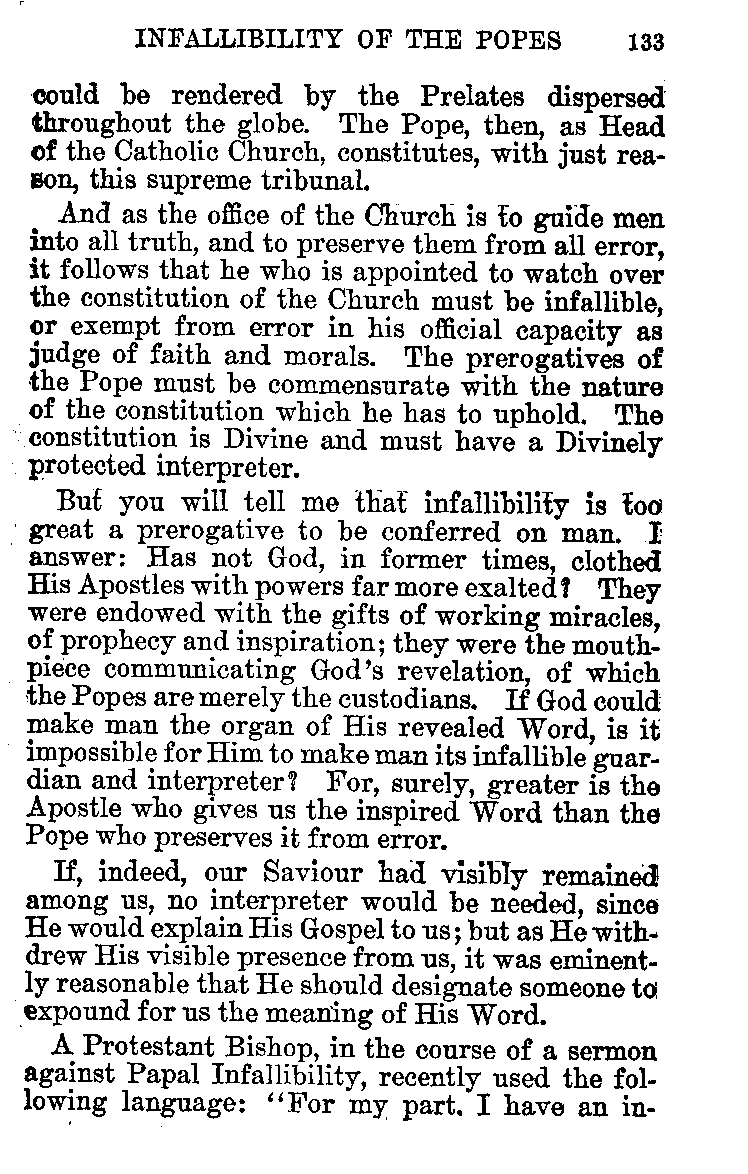 INFALLIBILITY OF THE POPES 133
could be rendered by the Prelates dispersed
throughout the globe. The Pope, then, as Head
of the Catholic Church, constitutes, with just rea-
son, this supreme tribunal.
And as the office of the Church is to guide men
into all truth, and to preserve them from all error,
it follows that he who is appointed to watch over
the constitution of the Church must be infallible,
or exempt from error in his official capacity as
judge of faith and morals. The prerogatives of
the Pope must be commensurate with the nature
of the constitution which he has to uphold. The
constitution is Divine and must have a Divinely
protected interpreter.
But you will tell me that infallibility is too
great a prerogative to be conferred on man. I
answer: Has not God, in former times, clothed
His Apostles with powers far more exalted? They
were endowed with the gifts of working miracles,
of prophecy and inspiration; they were the mouth-
piece communicating God's revelation, of which
the Popes are merely the custodians. If God could
make man the organ of His revealed Word, is it
impossible for Him to make man its infallible guar-
dian and interpreter? For, surely, greater is the
Apostle who gives us the inspired Word than the
Pope who preserves it from error.
If, indeed, our Saviour had visibly remained
among us, no interpreter would be needed, since
He would explain His Gospel to us; but as He with-
drew His visible presence from us, it was eminent-
ly reasonable that He should designate someone to
expound for us the meaning of His Word.
A Protestant Bishop, in the course of a sermon
against Papal Infallibility, recently used the fol-
lowing language: "For my part. I have an in-